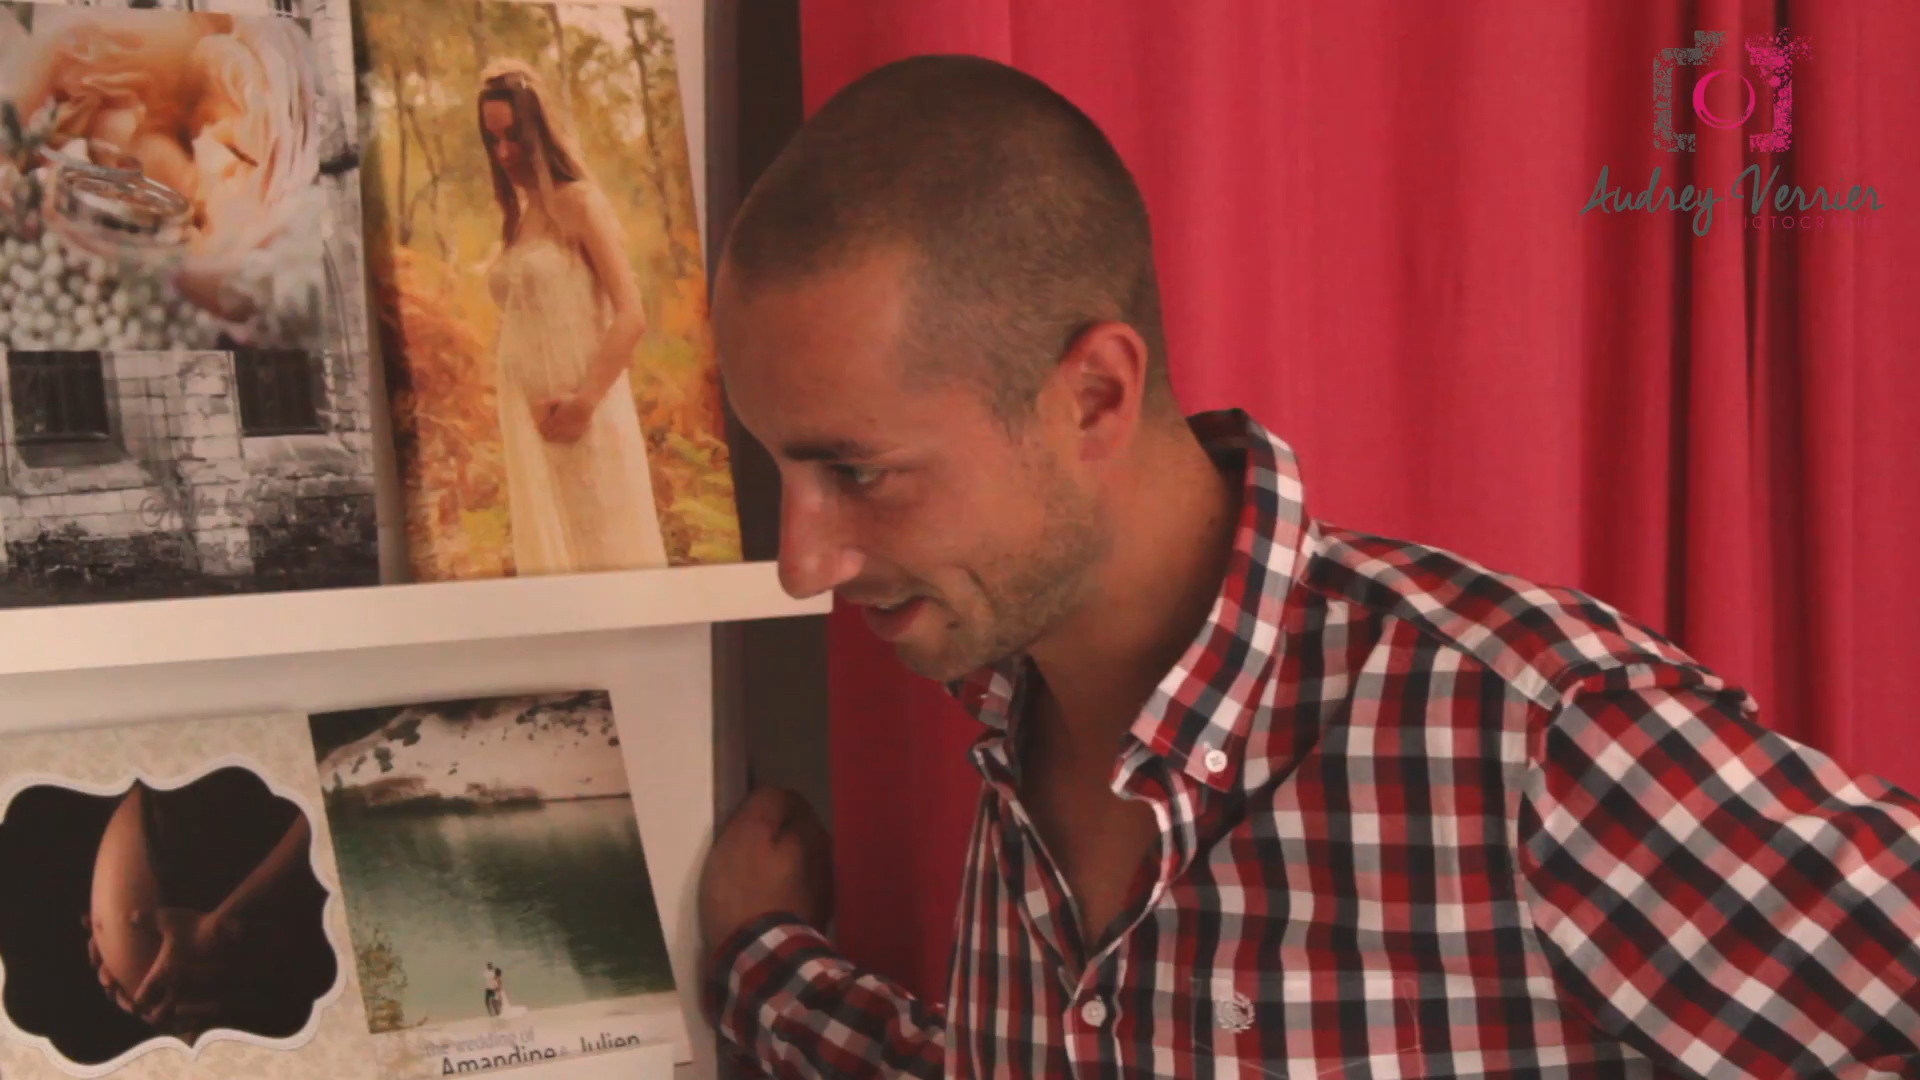 Audrey Verrier
the wedding of
Amandine & Julien